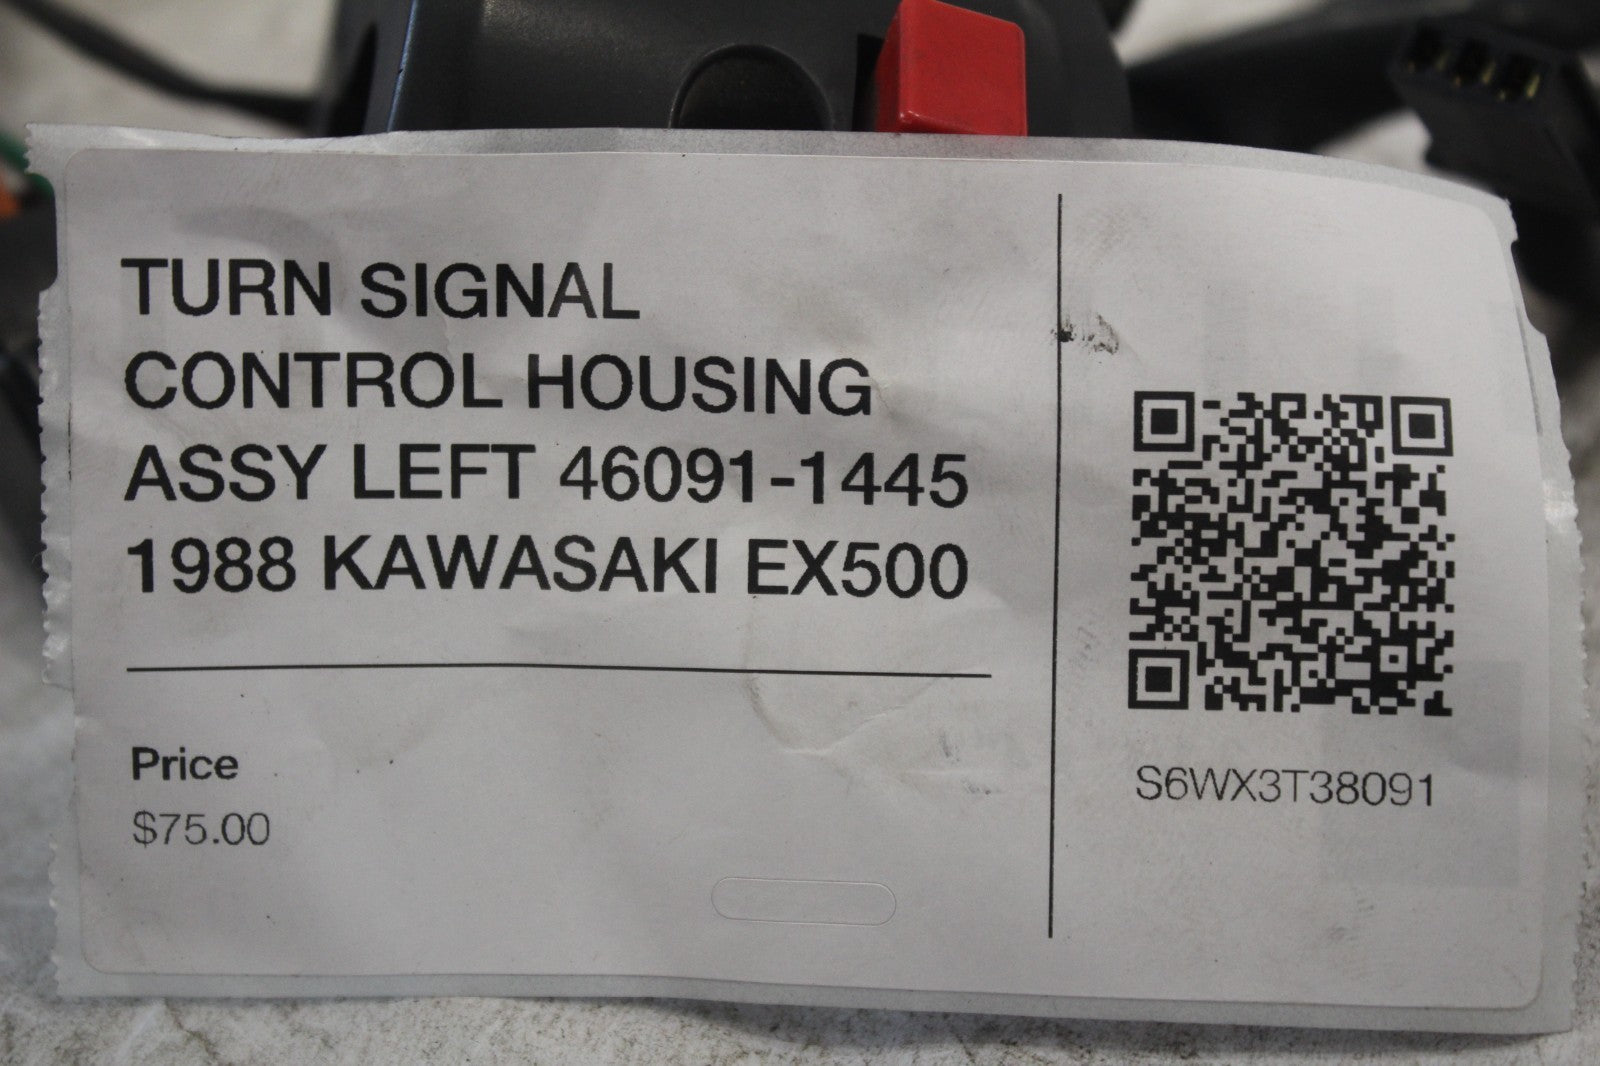 TURN SIGNAL
CONTROL HOUSING
ASSY LEFT 46091-1445
1988 KAWASAKI EX500
Price
$75.00
S6WX3T38091